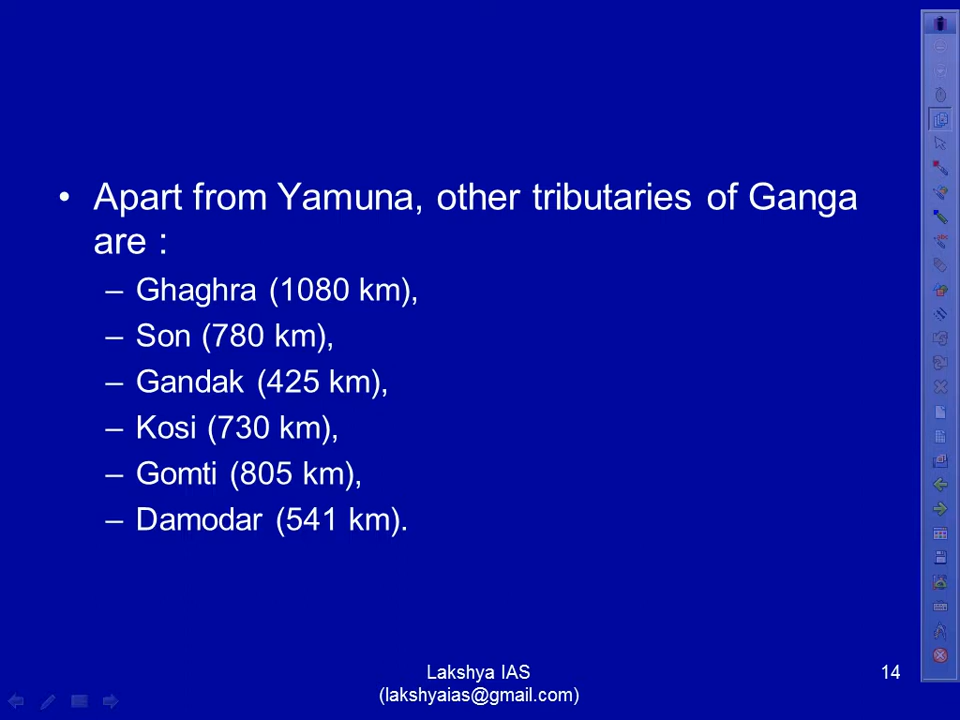 • Apart from Yamuna, other tributaries of Ganga
are :
– Ghaghra (1080 km),
– Son (780 km),
– Gandak (425 km),
– Kosi (730 km),
– Gomti (805 km),
– Damodar (541 km).
Lakshya IAS
(lakshyaias@gmail.com)
14